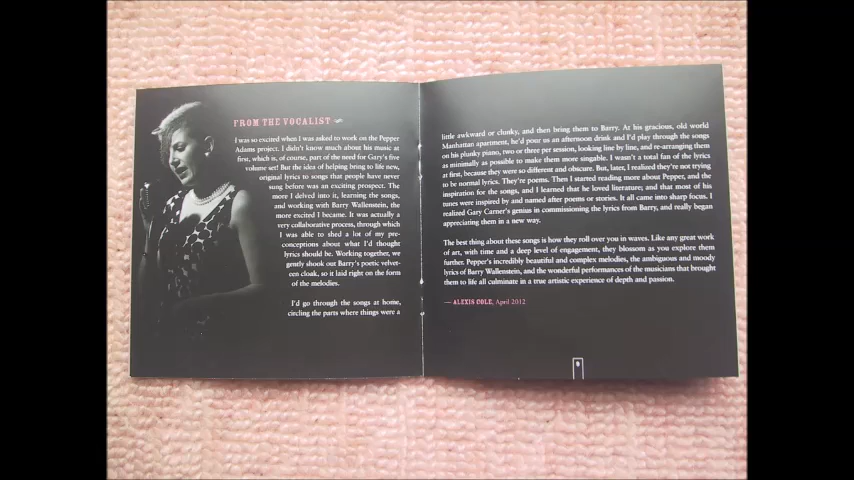 FROM THE VOCALIST
I was so excited when I was asked to work on the Pepper
Adams project. I didn't know much about his music at
first, which is, of course, part of the need for Gary's five
volume set! But the idea of helping bring to life new,
original lyrics to songs that people have never
sung before was an exciting prospect. The
more I delved into it, learning the songs,
and working with Barry Wallenstein, the
more excited I became. It was actually a
very collaborative process, through which
I was able to shed a lot of my pre-
conceptions about what I'd thought
lyrics should be. Working together, we
gently shook out Barry's poetic velvet-
een cloak, so it laid right on the form
of the melodies.
I'd go through the songs at home,
circling the parts where things were a
little awkward or clunky, and then bring them to Barry. At his gracious, old world
Manhattan apartment, he'd pour us an afternoon drink and I'd play through the songs
on his plunky piano, two or three per session, looking line by line, and re-arranging them
as minimally as possible to make them more singable. I wasn't a total fan of the lyrics
at first, because they were so different and obscure. But, later, I realized they're not trying
to be normal lyrics. They're poems. Then I started reading more about Pepper, and the
inspiration for the songs, and I learned that he loved literature; and that most of his
tunes were inspired by and named after poems or stories. It all came into sharp focus. I
realized Gary Carner's genius in commissioning the lyrics from Barry, and really began
appreciating them in a new way.
The best thing about these songs is how they roll over you in waves. Like any great work
of art, with time and a deep level of engagement, they blossom as you explore them
further. Pepper's incredibly beautiful and complex melodies, the ambiguous and moody
lyrics of Barry Wallenstein, and the wonderful performances of the musicians that brought
them to life all culminate in a true artistic experience of depth and passion.
— ALEXIS COLE, April 2012
9